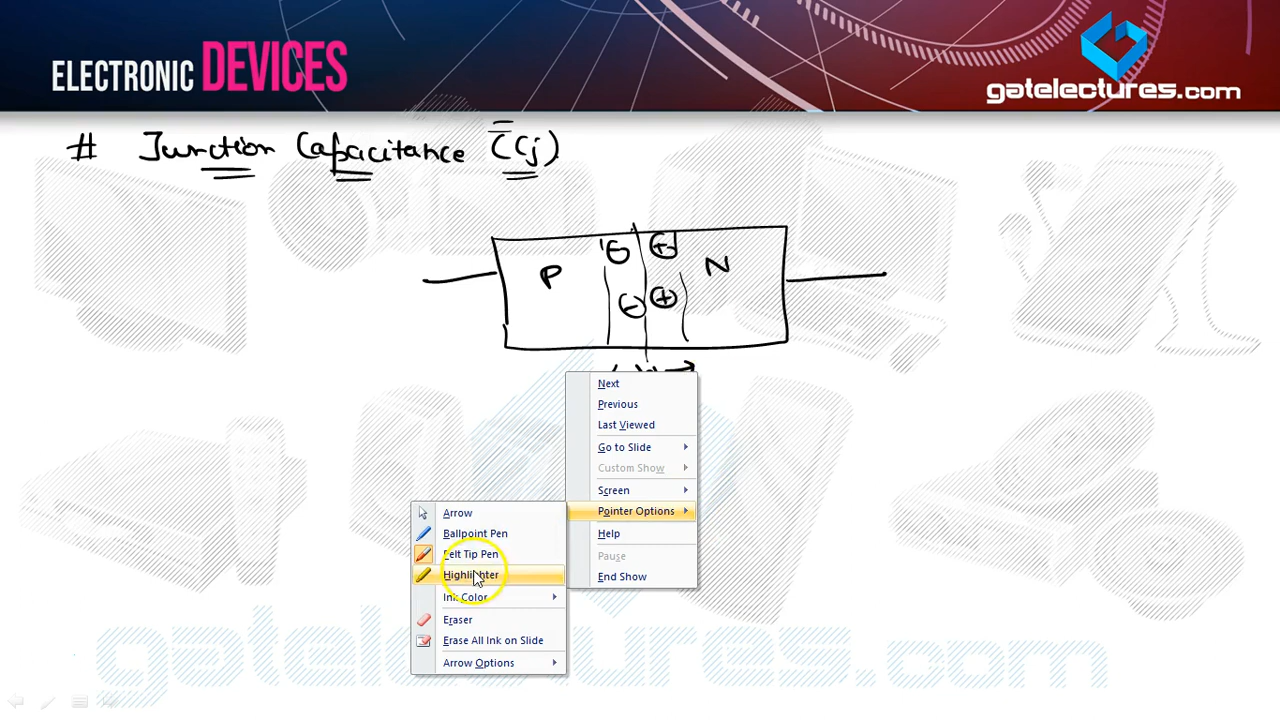 ELECTRONIC DEVICES
gatelectures.com
# Junction Capacitance (Cj)
P
N
- +
- +
W
Next
Previous
Last Viewed
Go to Slide
Custom Show
Screen
Pointer Options
Help
Pause
End Show
Arrow
Ballpoint Pen
Felt Tip Pen
Highlighter
Ink Color
Eraser
Erase All Ink on Slide
Arrow Options
gatelectures.com